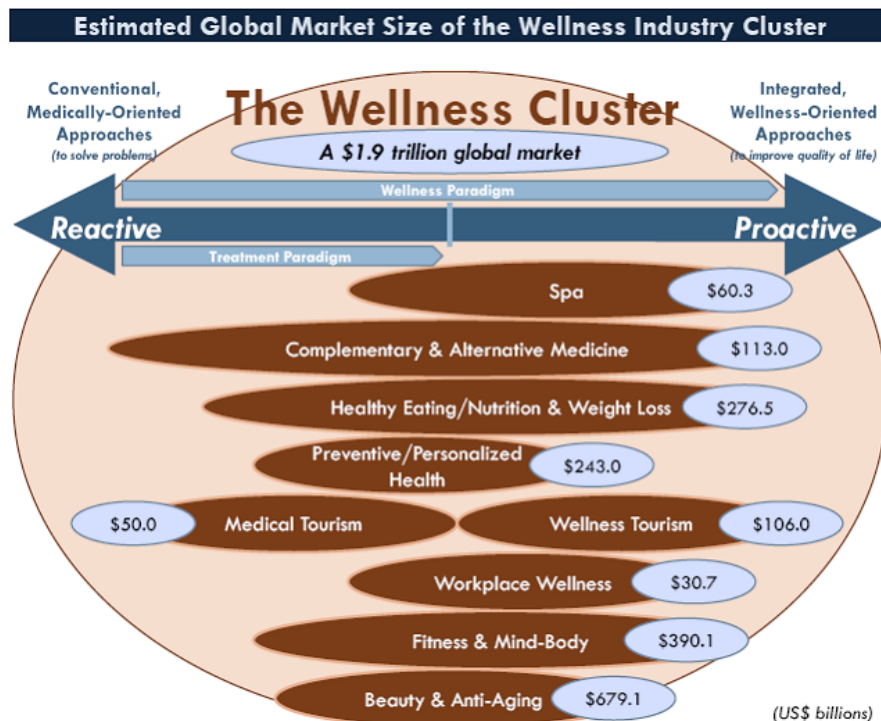 Estimated Global Market Size of the Wellness Industry Cluster
Conventional,
Medically-Oriented
Approaches
(to solve problems)
The Wellness Cluster
A $1.9 trillion global market
Integrated,
Wellness-Oriented
Approaches
(to improve quality of life)
Wellness Paradigm
Reactive
Proactive
Treatment Paradigm
Spa
$60.3
Complementary & Alternative Medicine
$113.0
Healthy Eating/Nutrition & Weight Loss
$276.5
Preventive/Personalized
Health
$243.0
$50.0
Medical Tourism
Wellness Tourism
$106.0
Workplace Wellness
$30.7
Fitness & Mind-Body
$390.1
Beauty & Anti-Aging
$679.1
(US$ billions)